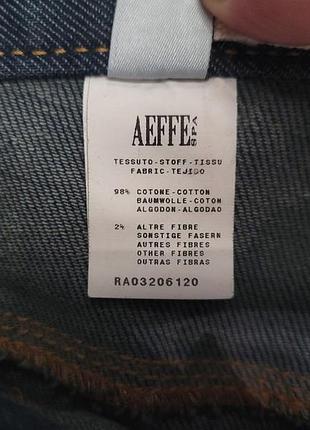 AEFFE SPA
TESSUTO-STOFF-TISSU
FABRIC-TEJIDO
98% COTONE-COTTON
BAUMWOLLE-COTON
ALGODON-ALGODAO
2% ALTRE FIBRE
SONSTIGE FASERN
AUTRES FIBRES
OTHER FIBRES
OUTRAS FIBRAS
RA03206120